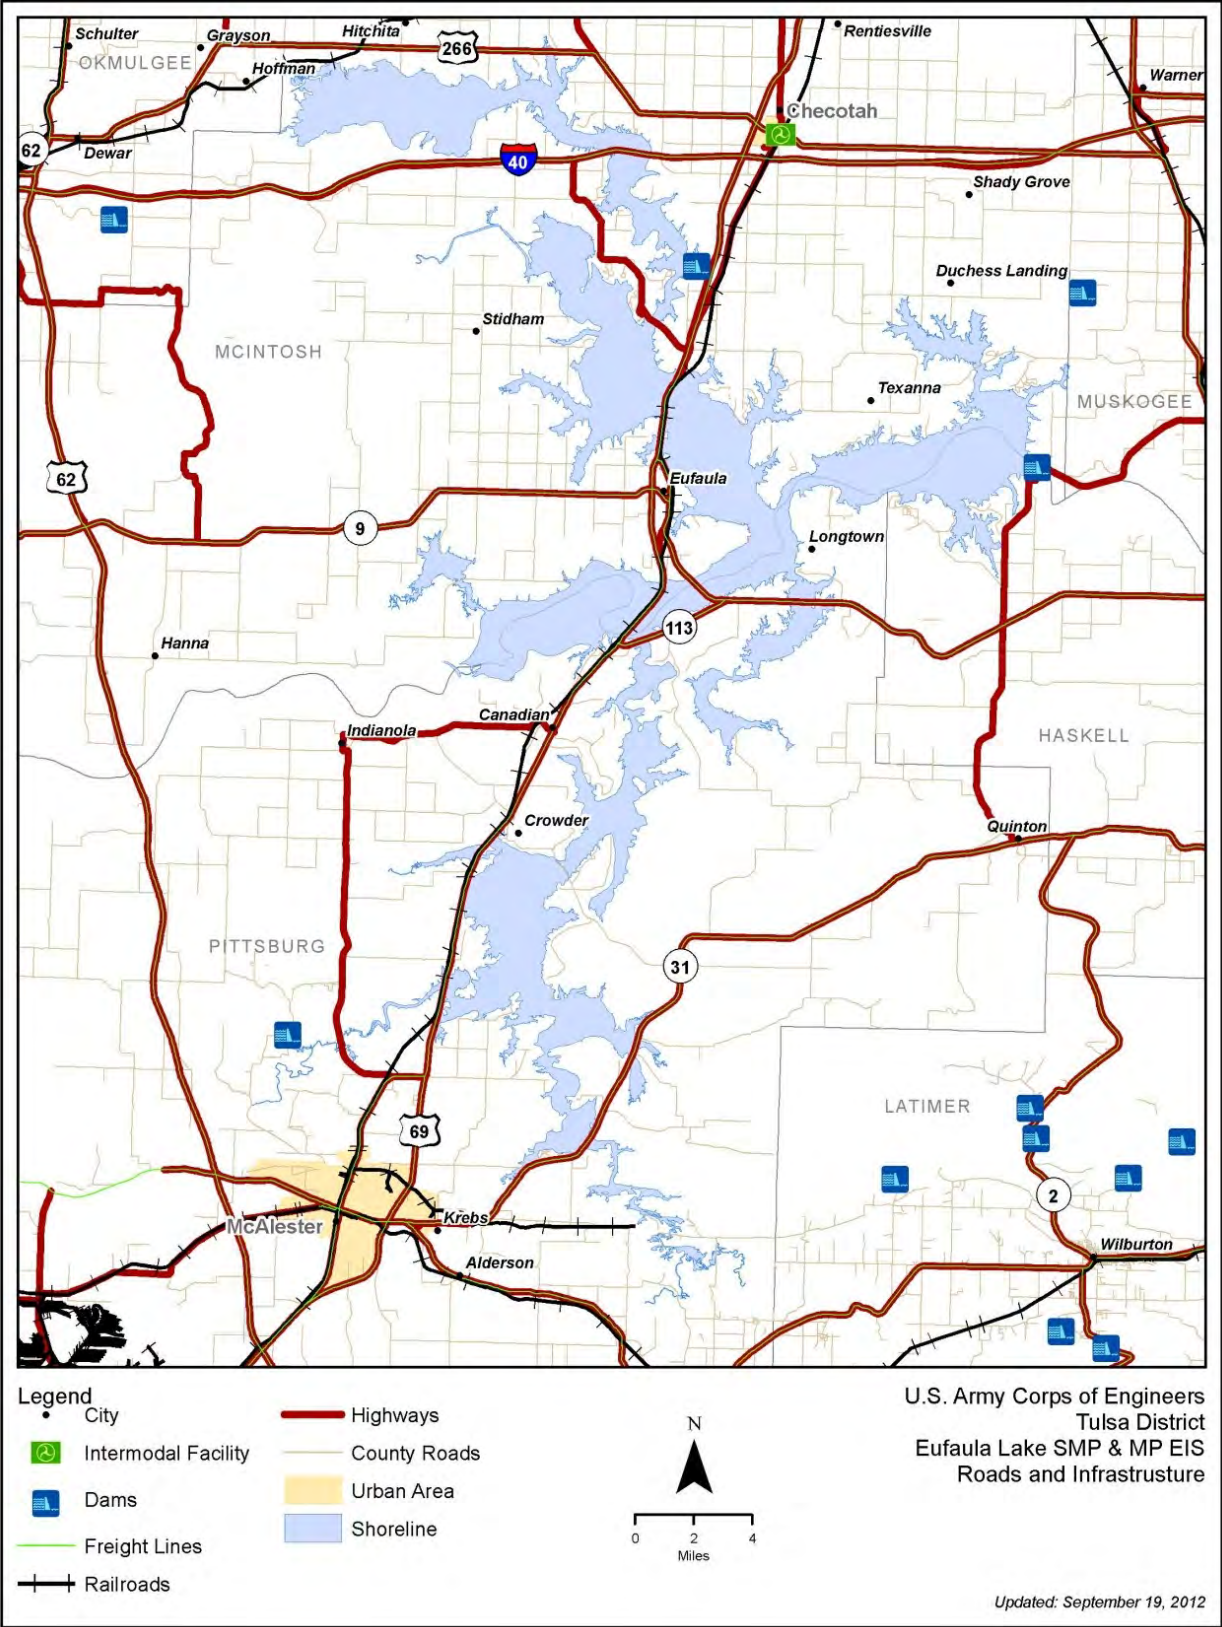 Schulter
Grayson
Hitchita
266
Rentiesville
OKMULGEE
Hoffman
Warner
Checotah
62
Dewar
40
Shady Grove
Duchess Landing
Stidham
MCINTOSH
Texanna
MUSKOGEE
62
Eufaula
9
Longtown
113
Hanna
Canadian
Indianola
HASKELL
Crowder
Quinton
PITTSBURG
31
LATIMER
69
2
McAlester
Krebs
Wilburton
Alderson
Legend
City
Intermodal Facility
Dams
Freight Lines
Railroads
Highways
County Roads
Urban Area
Shoreline
N
0 2 4
Miles
U.S. Army Corps of Engineers
Tulsa District
Eufaula Lake SMP & MP EIS
Roads and Infrastrusture
Updated: September 19, 2012